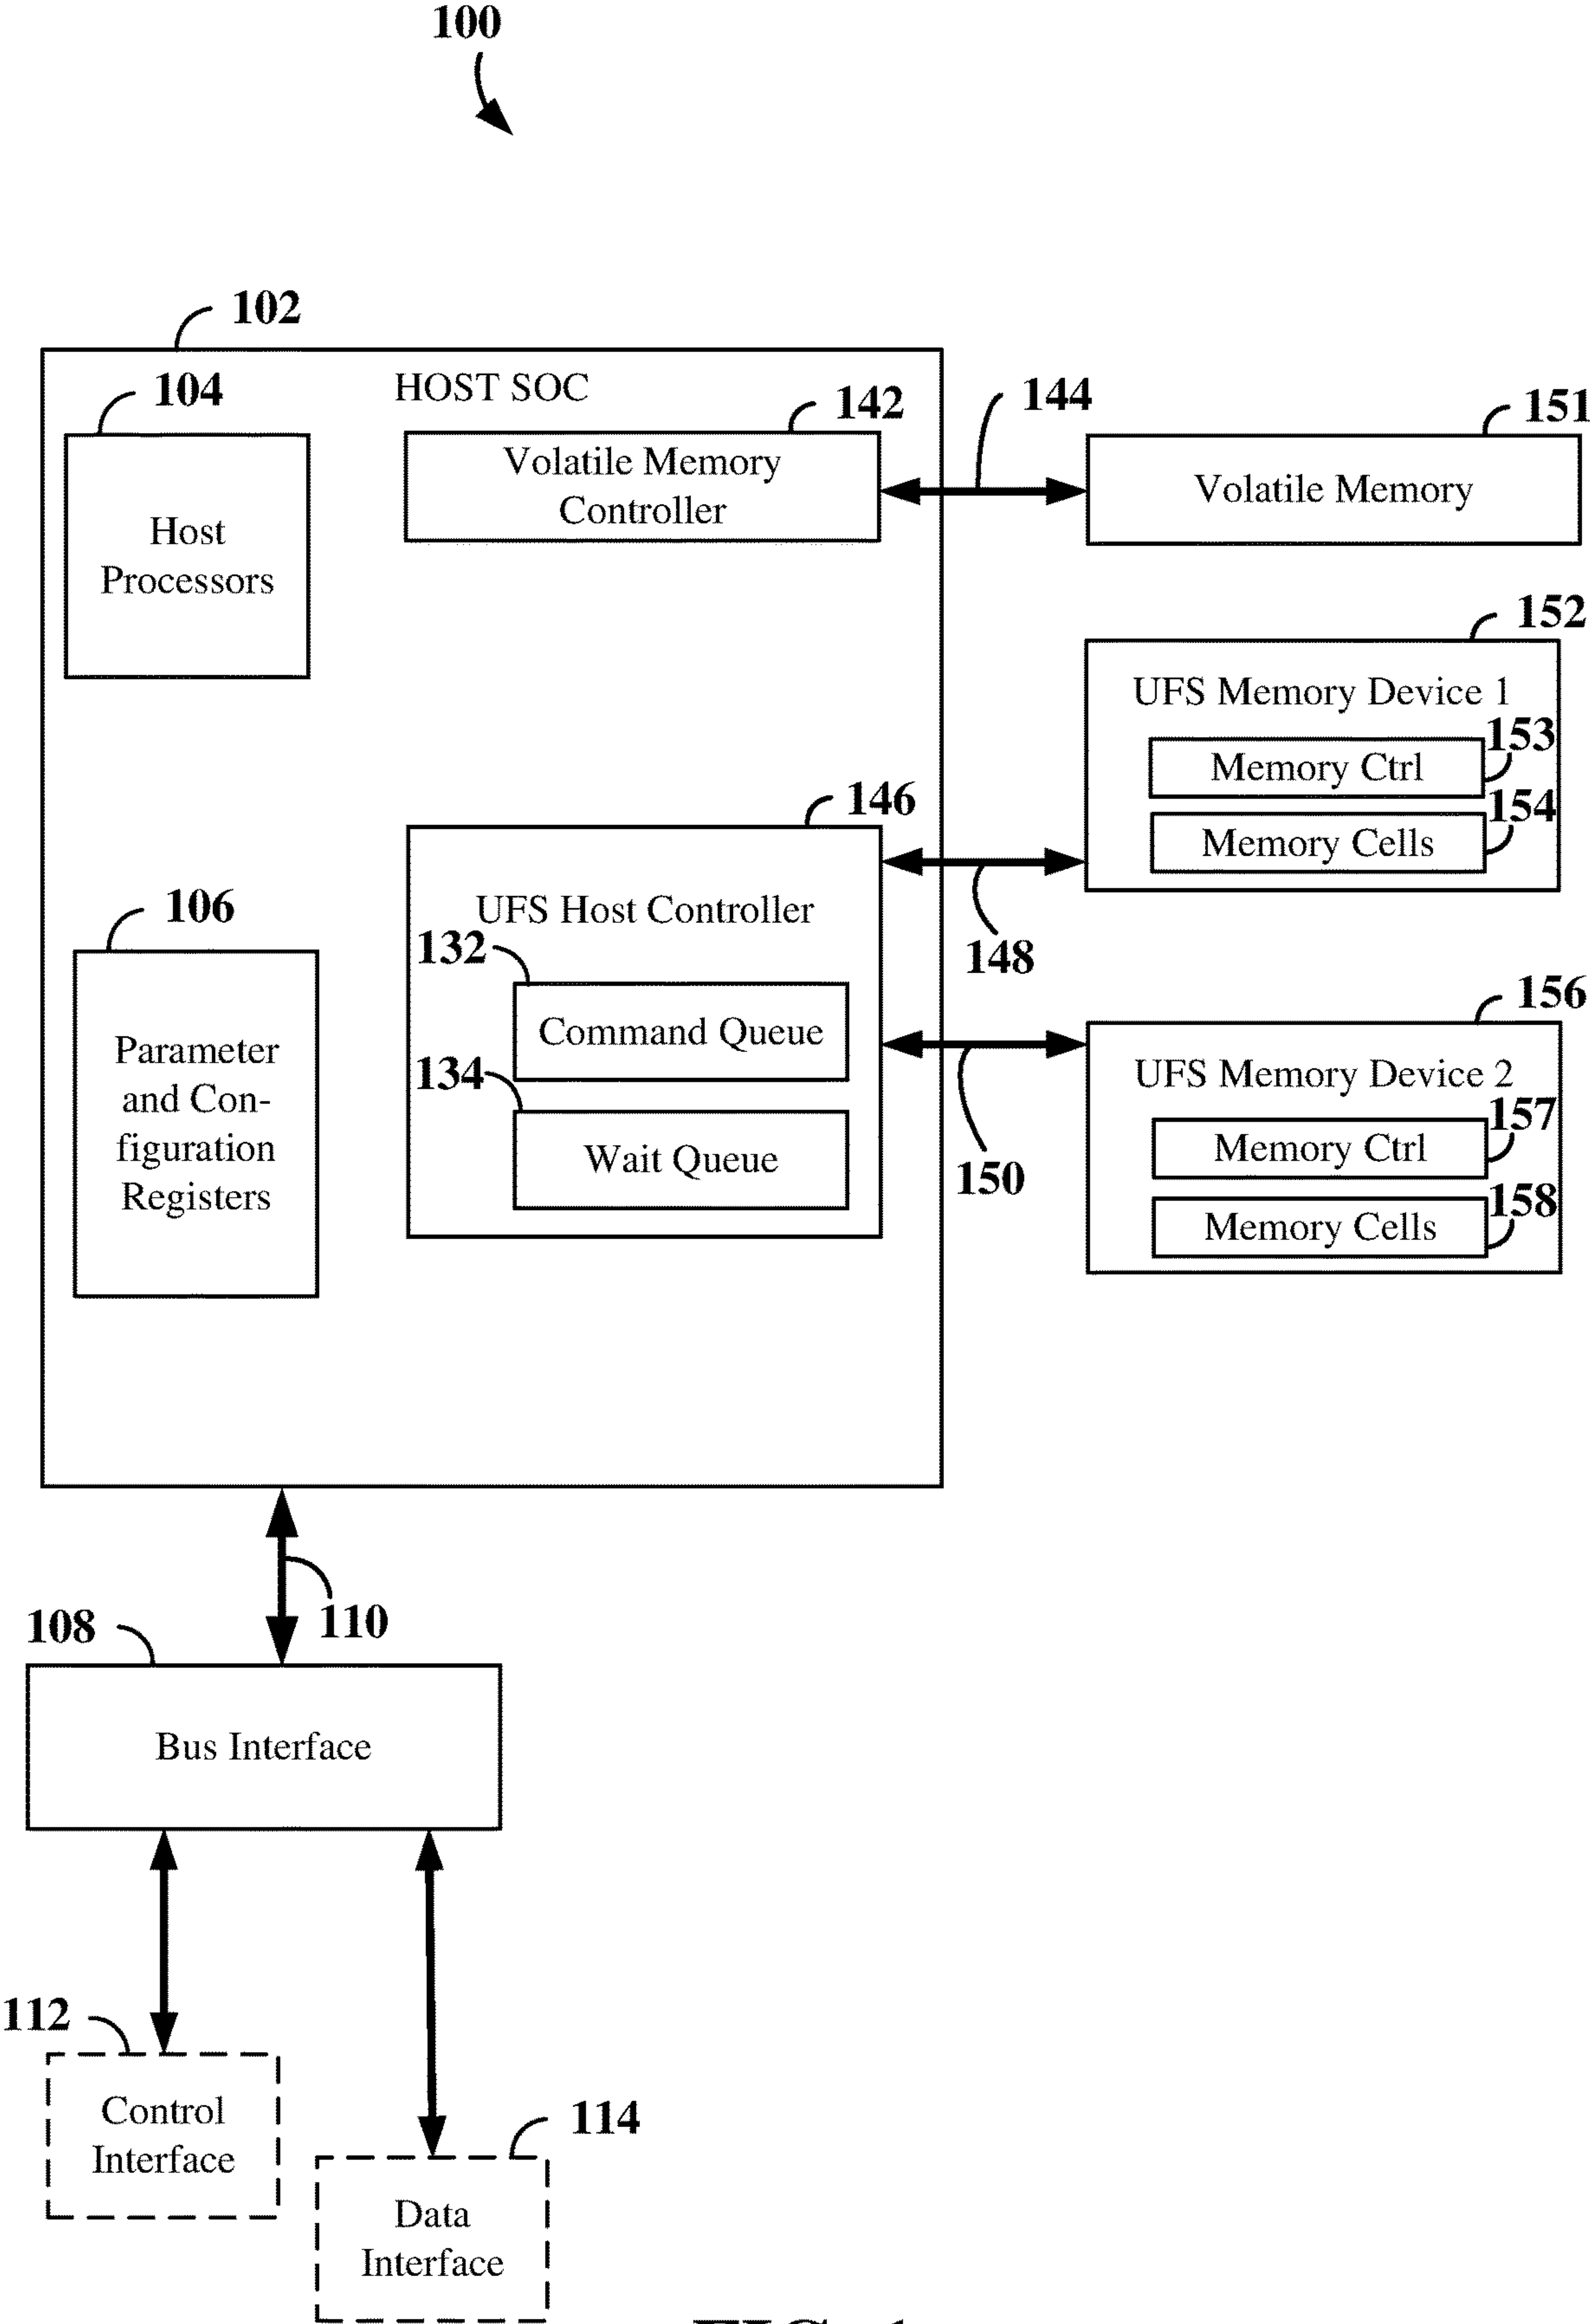 100
102
HOST SOC
104
Host
Processors
142
Volatile Memory
Controller
144
151
Volatile Memory
152
UFS Memory Device 1
153
Memory Ctrl
154
Memory Cells
146
UFS Host Controller
132
Command Queue
134
Wait Queue
148
106
Parameter
and Con-
figuration
Registers
150
156
UFS Memory Device 2
157
Memory Ctrl
158
Memory Cells
110
108
Bus Interface
112
Control
Interface
114
Data
Interface